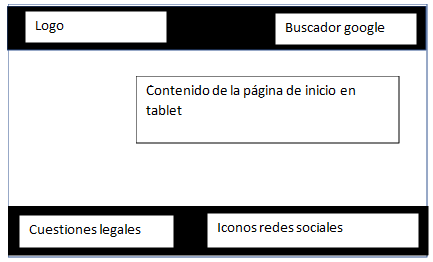 Logo
Buscador google
Contenido de la página de inicio en
tablet
Cuestiones legales
Iconos redes sociales